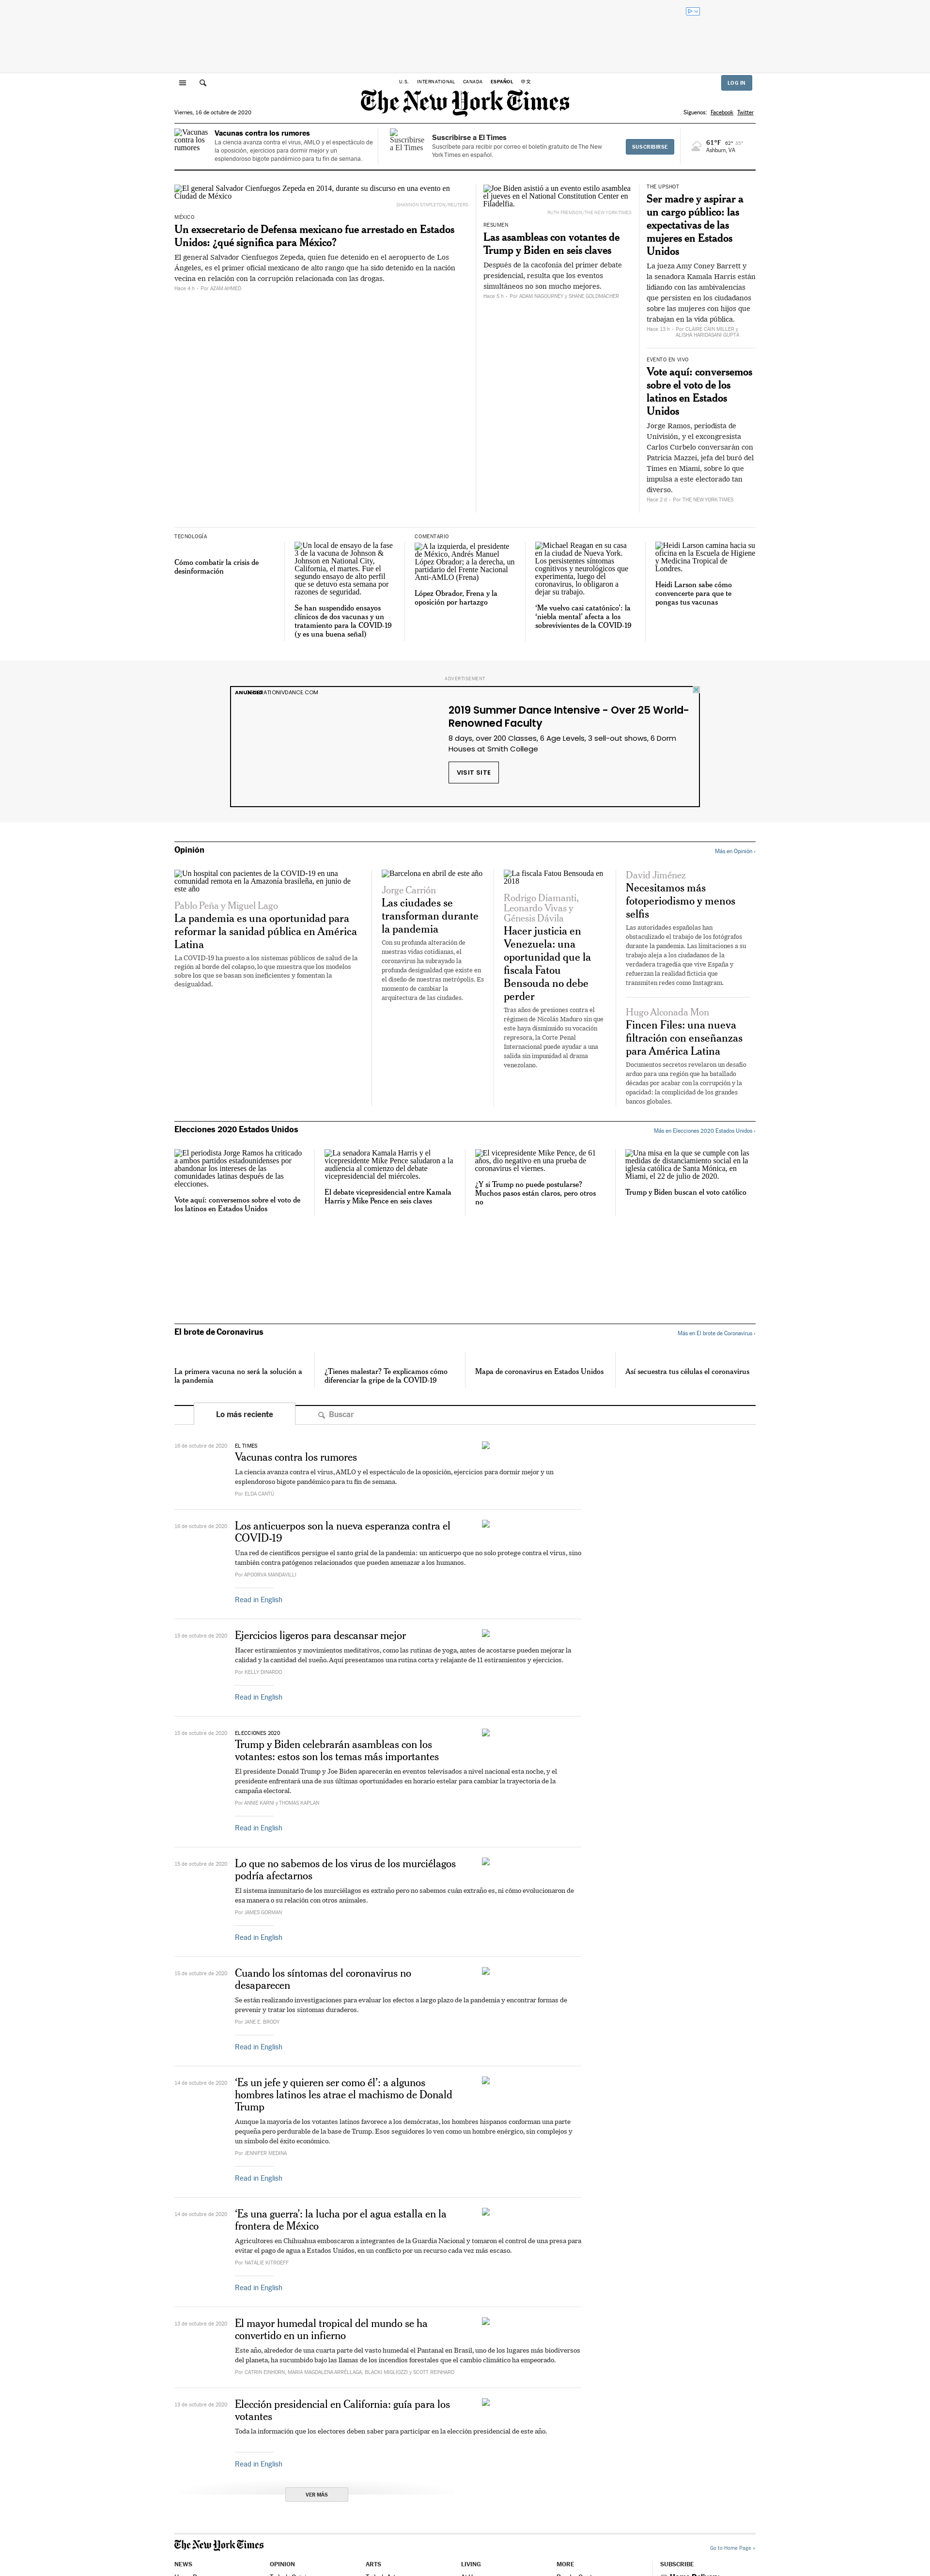 U.S. INTERNATIONAL CANADA ESPAÑOL 中文
LOG IN
The New York Times
Viernes, 16 de octubre de 2020
Síguenos: Facebook Twitter
Vacunas contra los rumores
Vacunas contra los rumores
La ciencia avanza contra el virus, AMLO y el espectáculo de
la oposición, ejercicios para dormir mejor y un
esplendoroso bigote pandémico para tu fin de semana.
Suscribirse a El Times
Suscribirse a El Times
Suscríbete para recibir por correo el boletín gratuito de The New
York Times en español.
SUSCRIBIRSE
61°F 62° 35°
Ashburn, VA
El general Salvador Cienfuegos Zepeda en 2014, durante su discurso en una evento en
Ciudad de México
SHANNON STAPLETON/REUTERS
MÉXICO
Un exsecretario de Defensa mexicano fue arrestado en Estados
Unidos: ¿qué significa para México?
El general Salvador Cienfuegos Zepeda, quien fue detenido en el aeropuerto de Los
Ángeles, es el primer oficial mexicano de alto rango que ha sido detenido en la nación
vecina en relación con la corrupción relacionada con las drogas.
Hace 4 h - Por AZAM AHMED
Joe Biden asistió a un evento estilo asamblea
el jueves en el National Constitution Center en
Filadelfia.
RUTH FREMSON/THE NEW YORK TIMES
RESUMEN
Las asambleas con votantes de
Trump y Biden en seis claves
Después de la cacofonía del primer debate
presidencial, resulta que los eventos
simultáneos no son mucho mejores.
Hace 5 h - Por ADAM NAGOURNEY y SHANE GOLDMACHER
THE UPSHOT
Ser madre y aspirar a
un cargo público: las
expectativas de las
mujeres en Estados
Unidos
La jueza Amy Coney Barrett y
la senadora Kamala Harris están
lidiando con las ambivalencias
que persisten en los ciudadanos
sobre las mujeres con hijos que
trabajan en la vida pública.
Hace 13 h - Por CLAIRE CAIN MILLER y
ALISHA HARIDASANI GUPTA
EVENTO EN VIVO
Vote aquí: conversemos
sobre el voto de los
latinos en Estados
Unidos
Jorge Ramos, periodista de
Univisión, y el excongresista
Carlos Curbelo conversarán con
Patricia Mazzei, jefa del buró del
Times en Miami, sobre lo que
impulsa a este electorado tan
diverso.
Hace 2 d - Por THE NEW YORK TIMES
TECNOLOGÍA
Cómo combatir la crisis de
desinformación
Un local de ensayo de la fase
3 de la vacuna de Johnson &
Johnson en National City,
California, el martes. Fue el
segundo ensayo de alto perfil
que se detuvo esta semana por
razones de seguridad.
Se han suspendido ensayos
clínicos de dos vacunas y un
tratamiento para la COVID-19
(y es una buena señal)
COMENTARIO
A la izquierda, el presidente
de México, Andrés Manuel
López Obrador; a la derecha, un
partidario del Frente Nacional
Anti-AMLO (Frena)
López Obrador, Frena y la
oposición por hartazgo
Michael Reagan en su casa
en la ciudad de Nueva York.
Los persistentes síntomas
cognitivos y neurológicos que
experimenta, luego del
coronavirus, lo obligaron a
dejar su trabajo.
‘Me vuelvo casi catatónico’: la
‘niebla mental’ afecta a los
sobrevivientes de la COVID-19
Heidi Larson camina hacia su
oficina en la Escuela de Higiene
y Medicina Tropical de
Londres.
Heidi Larson sabe cómo
convencerte para que te
pongas tus vacunas
ADVERTISEMENT
2019 Summer Dance Intensive - Over 25 World-
Renowned Faculty
8 days, over 200 Classes, 6 Age Levels, 3 sell-out shows, 6 Dorm
Houses at Smith College
VISIT SITE
Opinión
Más en Opinión ›
Un hospital con pacientes de la COVID-19 en una
comunidad remota en la Amazonía brasileña, en junio de
este año
Pablo Peña y Miguel Lago
La pandemia es una oportunidad para
reformar la sanidad pública en América
Latina
La COVID-19 ha puesto a los sistemas públicos de salud de la
región al borde del colapso, lo que muestra que los modelos
sobre los que se basan son ineficientes y fomentan la
desigualdad.
Barcelona en abril de este año
Jorge Carrión
Las ciudades se
transforman durante
la pandemia
Con su profunda alteración de
nuestras vidas cotidianas, el
coronavirus ha subrayado la
profunda desigualdad que existe en
el diseño de nuestras metrópolis. Es
momento de cambiar la
arquitectura de las ciudades.
La fiscala Fatou Bensouda en
2018
Rodrigo Diamanti,
Leonardo Vivas y
Génesis Dávila
Hacer justicia en
Venezuela: una
oportunidad que la
fiscala Fatou
Bensouda no debe
perder
Tras años de presiones contra el
régimen de Nicolás Maduro sin que
este haya disminuido su vocación
represora, la Corte Penal
Internacional puede ayudar a una
salida sin impunidad al drama
venezolano.
David Jiménez
Necesitamos más
fotoperiodismo y menos
selfis
Las autoridades españolas han
obstaculizado el trabajo de los fotógrafos
durante la pandemia. Las limitaciones a su
trabajo aleja a los ciudadanos de la
verdadera tragedia que vive España y
refuerzan la realidad ficticia que
transmiten redes como Instagram.
Hugo Alconada Mon
Fincen Files: una nueva
filtración con enseñanzas
para América Latina
Documentos secretos revelaron un desafío
arduo para una región que ha batallado
décadas por acabar con la corrupción y la
opacidad: la complicidad de los grandes
bancos globales.
Elecciones 2020 Estados Unidos
Más en Elecciones 2020 Estados Unidos ›
El periodista Jorge Ramos ha criticado
a ambos partidos estadounidenses por
abandonar los intereses de las
comunidades latinas después de las
elecciones.
Vote aquí: conversemos sobre el voto de
los latinos en Estados Unidos
La senadora Kamala Harris y el
vicepresidente Mike Pence saludaron a la
audiencia al comienzo del debate
vicepresidencial del miércoles.
El debate vicepresidencial entre Kamala
Harris y Mike Pence en seis claves
El vicepresidente Mike Pence, de 61
años, dio negativo en una prueba de
coronavirus el viernes.
¿Y si Trump no puede postularse?
Muchos pasos están claros, pero otros
no
Una misa en la que se cumple con las
medidas de distanciamiento social en la
iglesia católica de Santa Mónica, en
Miami, el 22 de julio de 2020.
Trump y Biden buscan el voto católico
El brote de Coronavirus
Más en El brote de Coronavirus ›
La primera vacuna no será la solución a
la pandemia
¿Tienes malestar? Te explicamos cómo
diferenciar la gripe de la COVID-19
Mapa de coronavirus en Estados Unidos
Así secuestra tus células el coronavirus
Lo más reciente
Buscar
16 de octubre de 2020
EL TIMES
Vacunas contra los rumores
La ciencia avanza contra el virus, AMLO y el espectáculo de la oposición, ejercicios para dormir mejor y un
esplendoroso bigote pandémico para tu fin de semana.
Por ELDA CANTÚ
16 de octubre de 2020
Los anticuerpos son la nueva esperanza contra el
COVID-19
Una red de científicos persigue el santo grial de la pandemia: un anticuerpo que no solo protege contra el virus, sino
también contra patógenos relacionados que pueden amenazar a los humanos.
Por APOORVA MANDAVILLI
Read in English
15 de octubre de 2020
Ejercicios ligeros para descansar mejor
Hacer estiramientos y movimientos meditativos, como las rutinas de yoga, antes de acostarse pueden mejorar la
calidad y la cantidad del sueño. Aquí presentamos una rutina corta y relajante de 11 estiramientos y ejercicios.
Por KELLY DINARDO
Read in English
15 de octubre de 2020
ELECCIONES 2020
Trump y Biden celebrarán asambleas con los
votantes: estos son los temas más importantes
El presidente Donald Trump y Joe Biden aparecerán en eventos televisados a nivel nacional esta noche, y el
presidente enfrentará una de sus últimas oportunidades en horario estelar para cambiar la trayectoria de la
campaña electoral.
Por ANNIE KARNI y THOMAS KAPLAN
Read in English
15 de octubre de 2020
Lo que no sabemos de los virus de los murciélagos
podría afectarnos
El sistema inmunitario de los murciélagos es extraño pero no sabemos cuán extraño es, ni cómo evolucionaron de
esa manera o su relación con otros animales.
Por JAMES GORMAN
Read in English
15 de octubre de 2020
Cuando los síntomas del coronavirus no
desaparecen
Se están realizando investigaciones para evaluar los efectos a largo plazo de la pandemia y encontrar formas de
prevenir y tratar los síntomas duraderos.
Por JANE E. BRODY
Read in English
14 de octubre de 2020
‘Es un jefe y quieren ser como él’: a algunos
hombres latinos les atrae el machismo de Donald
Trump
Aunque la mayoría de los votantes latinos favorece a los demócratas, los hombres hispanos conforman una parte
pequeña pero perdurable de la base de Trump. Esos seguidores lo ven como un hombre enérgico, sin complejos y
un símbolo del éxito económico.
Por JENNIFER MEDINA
Read in English
14 de octubre de 2020
‘Es una guerra’: la lucha por el agua estalla en la
frontera de México
Agricultores en Chihuahua emboscaron a integrantes de la Guardia Nacional y tomaron el control de una presa para
evitar el pago de agua a Estados Unidos, en un conflicto por un recurso cada vez más escaso.
Por NATALIE KITROEFF
Read in English
13 de octubre de 2020
El mayor humedal tropical del mundo se ha
convertido en un infierno
Este año, alrededor de una cuarta parte del vasto humedal el Pantanal en Brasil, uno de los lugares más biodiversos
del planeta, ha sucumbido bajo las llamas de los incendios forestales que el cambio climático ha empeorado.
Por CATRIN EINHORN, MARIA MAGDALENA ARRÉLLAGA, BLACKI MIGLIOZZI y SCOTT REINHARD
13 de octubre de 2020
Elección presidencial en California: guía para los
votantes
Toda la información que los electores deben saber para participar en la elección presidencial de este año.
Read in English
VER MÁS
The New York Times
Go to Home Page »
NEWS
OPINION
ARTS
LIVING
MORE
SUBSCRIBE